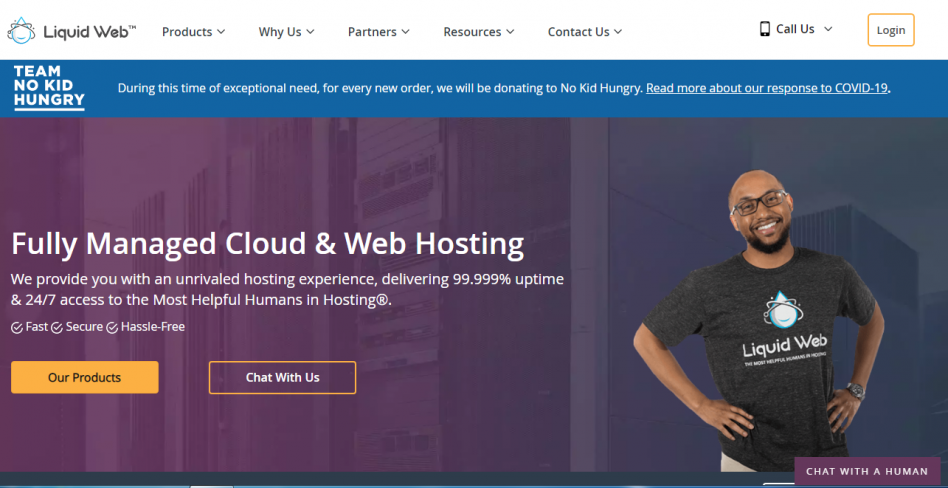 Liquid Web™
Products
Why Us
Partners
Resources
Contact Us
Call Us
Login
TEAM
NO KID
HUNGRY
During this time of exceptional need, for every new order, we will be donating to No Kid Hungry. Read more about our response to COVID-19.
Fully Managed Cloud & Web Hosting
We provide you with an unrivaled hosting experience, delivering 99.999% uptime
& 24/7 access to the Most Helpful Humans in Hosting®.
Fast Secure Hassle-Free
Our Products
Chat With Us
Liquid Web
THE MOST HELPFUL HUMANS IN HOSTING
CHAT WITH A HUMAN